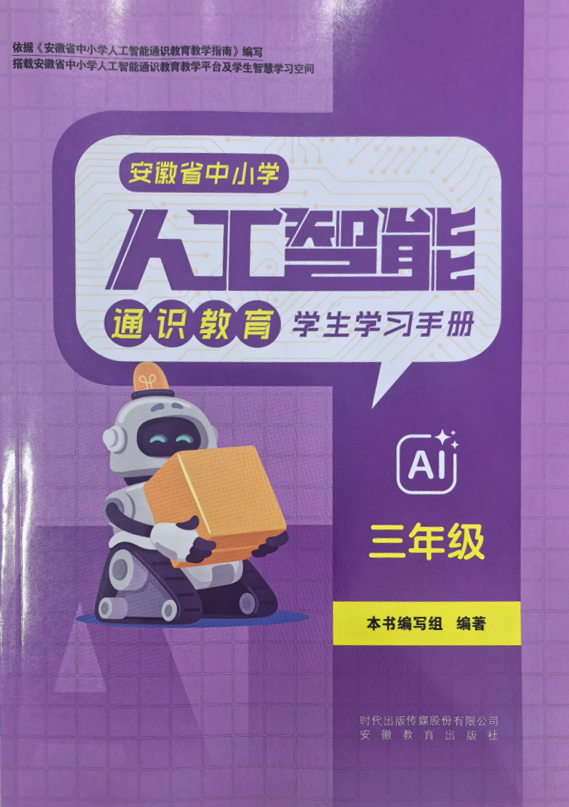 依据《安徽省中小学人工智能通识教育教学指南》编写
搭载安徽省中小学人工智能通识教育教学平台及学生智慧学习空间
安徽省中小学
人工智能
通识教育 学生学习手册
AI
三年级
本书编写组 编著
AI
时代出版传媒股份有限公司
安徽教育出版社